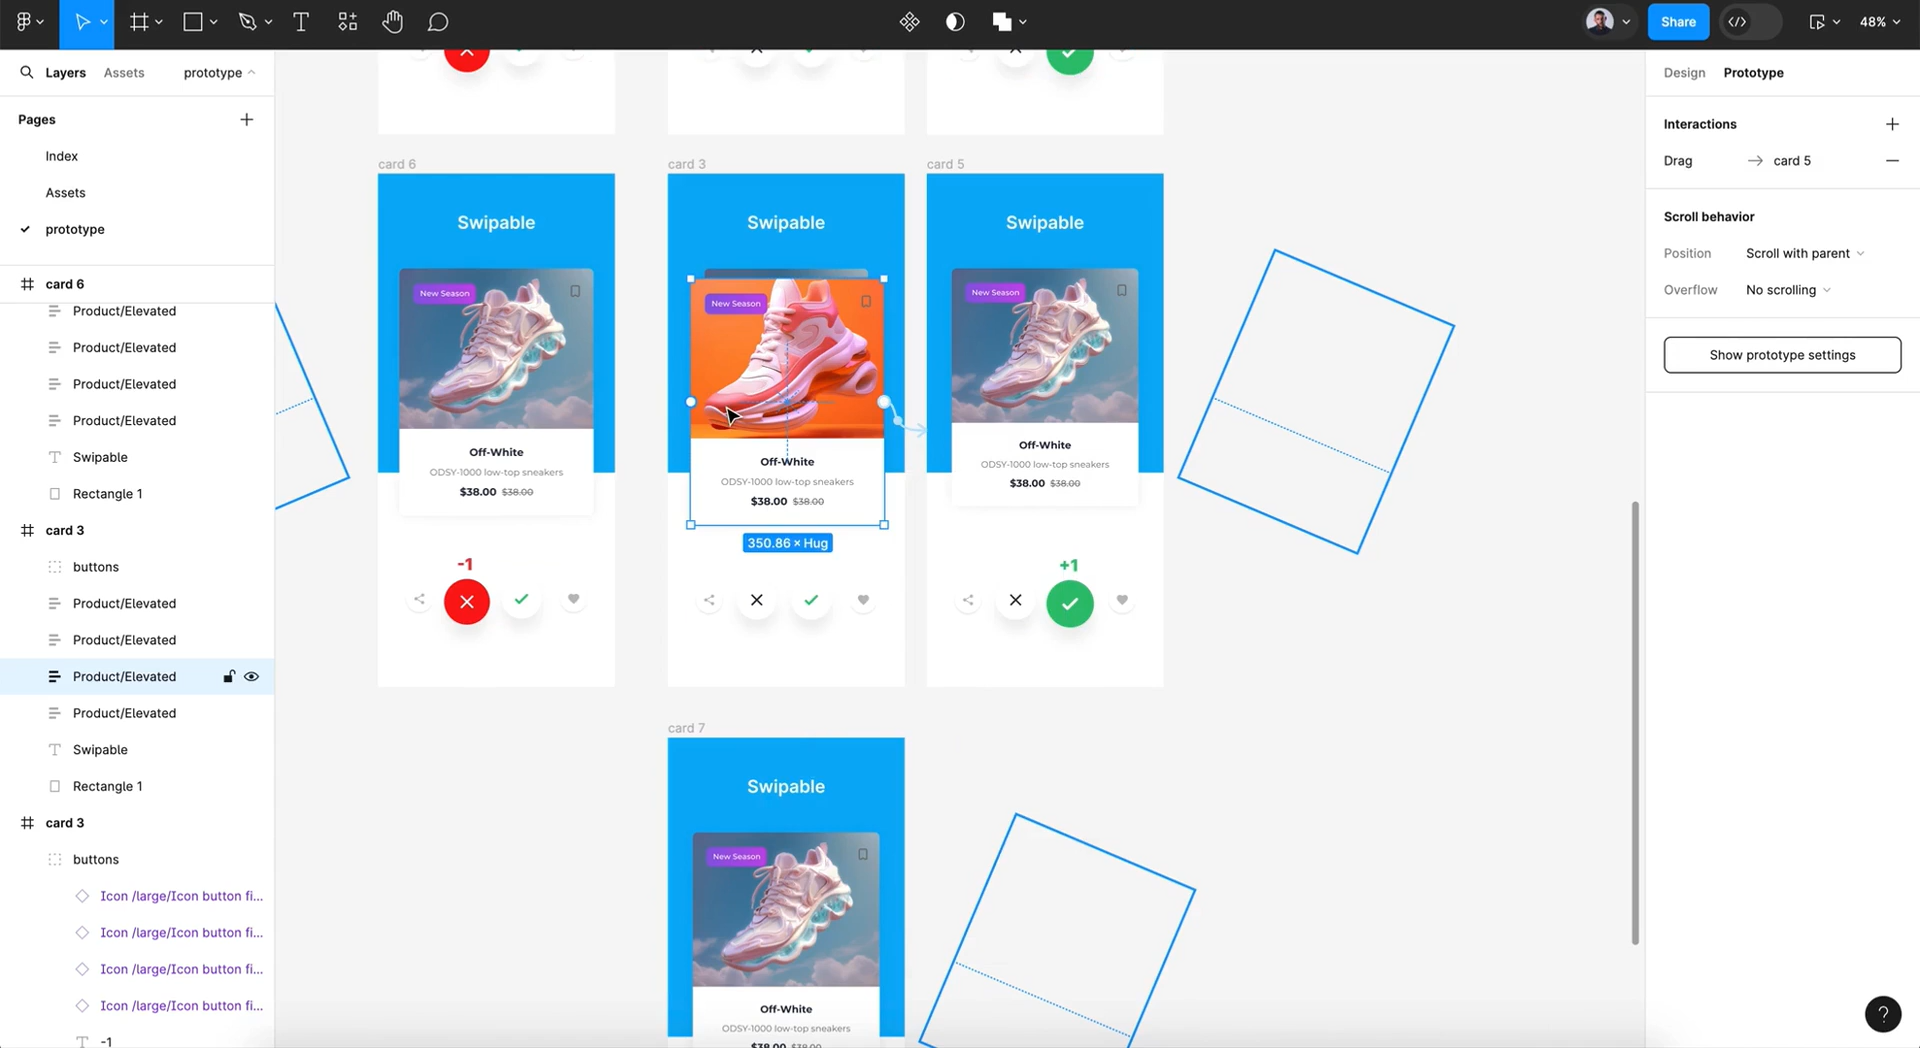 Share
48%
Layers
Assets
prototype
Pages
Index
Assets
prototype
card 6
Product/Elevated
Product/Elevated
Product/Elevated
Product/Elevated
Swipable
Rectangle 1
card 3
buttons
Product/Elevated
Product/Elevated
Product/Elevated
Product/Elevated
Swipable
Rectangle 1
card 3
buttons
Icon /large/Icon button fi...
Icon /large/Icon button fi...
Icon /large/Icon button fi...
Icon /large/Icon button fi...
-1
card 6
Swipable
New Season
Off-White
ODSY-1000 low-top sneakers
$38.00 $38.00
-1
card 3
Swipable
New Season
Off-White
ODSY-1000 low-top sneakers
$38.00 $38.00
350.86 × Hug
card 5
Swipable
New Season
Off-White
ODSY-1000 low-top sneakers
$38.00 $38.00
+1
card 7
Swipable
New Season
Off-White
ODSY-1000 low-top sneakers
$38.00 $38.00
Design
Prototype
Interactions
Drag
card 5
Scroll behavior
Position
Scroll with parent
Overflow
No scrolling
Show prototype settings
?